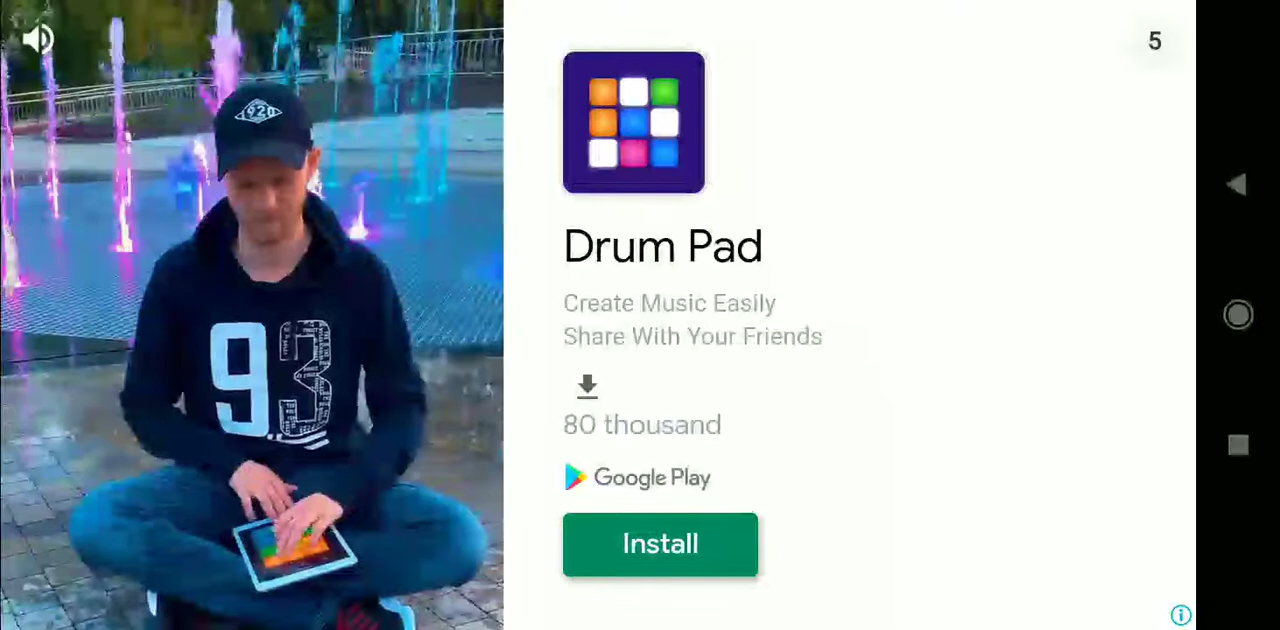 920
93
5
Drum Pad
Create Music Easily
Share With Your Friends
80 thousand
Google Play
Install